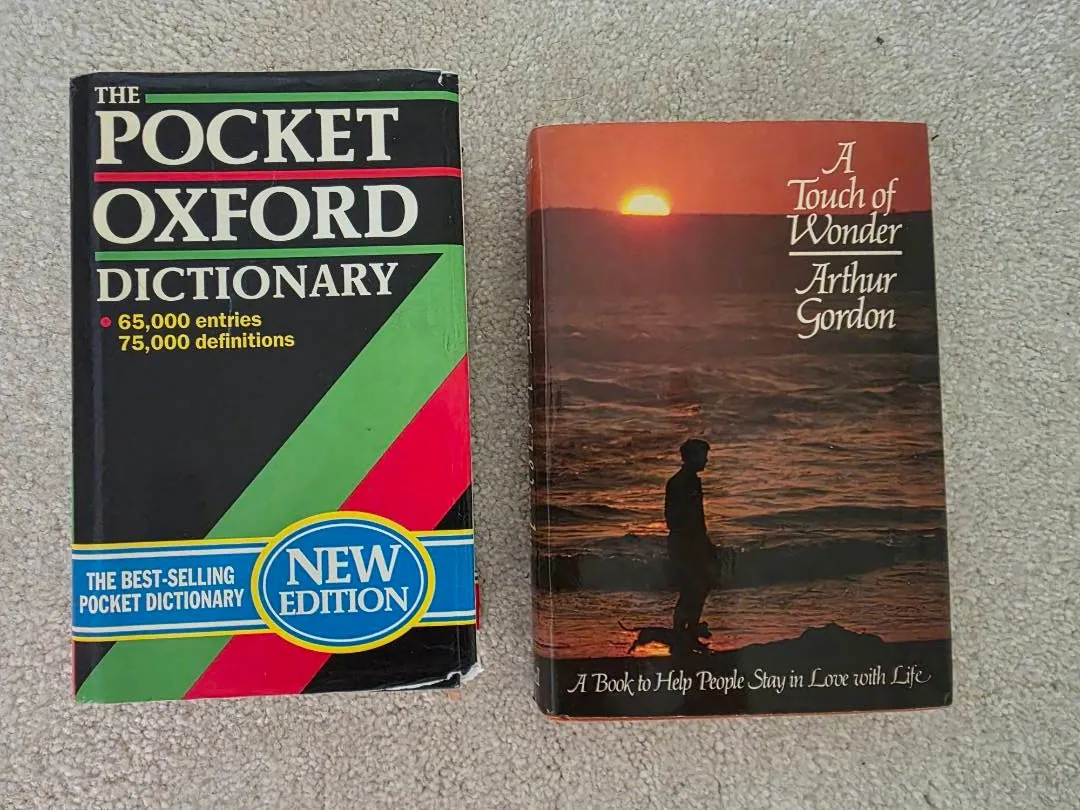 THE
POCKET
OXFORD
DICTIONARY
65,000 entries
75,000 definitions
THE BEST-SELLING
POCKET DICTIONARY
NEW
EDITION
A
Touch of
Wonder
Arthur
Gordon
A Book to Help People Stay in Love with Life